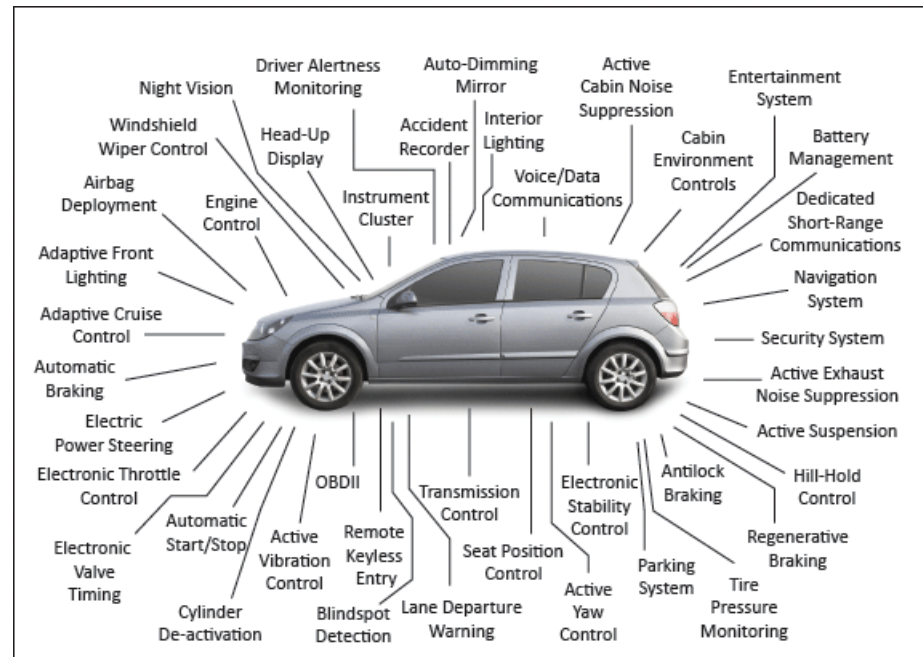 Driver Alertness
Monitoring
Auto-Dimming
Mirror
Active
Cabin Noise
Suppression
Entertainment
System
Night Vision
Windshield
Wiper Control
Head-Up
Display
Accident
Recorder
Interior
Lighting
Cabin
Environment
Controls
Battery
Management
Airbag
Deployment
Engine
Control
Instrument
Cluster
Voice/Data
Communications
Dedicated
Short-Range
Communications
Adaptive Front
Lighting
Navigation
System
Adaptive Cruise
Control
Security System
Automatic
Braking
Active Exhaust
Noise Suppression
Electric
Power Steering
Active Suspension
Electronic Throttle
Control
OBDII
Transmission
Control
Electronic
Stability
Control
Antilock
Braking
Hill-Hold
Control
Electronic
Valve
Timing
Automatic
Start/Stop
Active
Vibration
Control
Remote
Keyless
Entry
Seat Position
Control
Parking
System
Regenerative
Braking
Cylinder
De-activation
Blindspot
Detection
Lane Departure
Warning
Active
Yaw
Control
Tire
Pressure
Monitoring